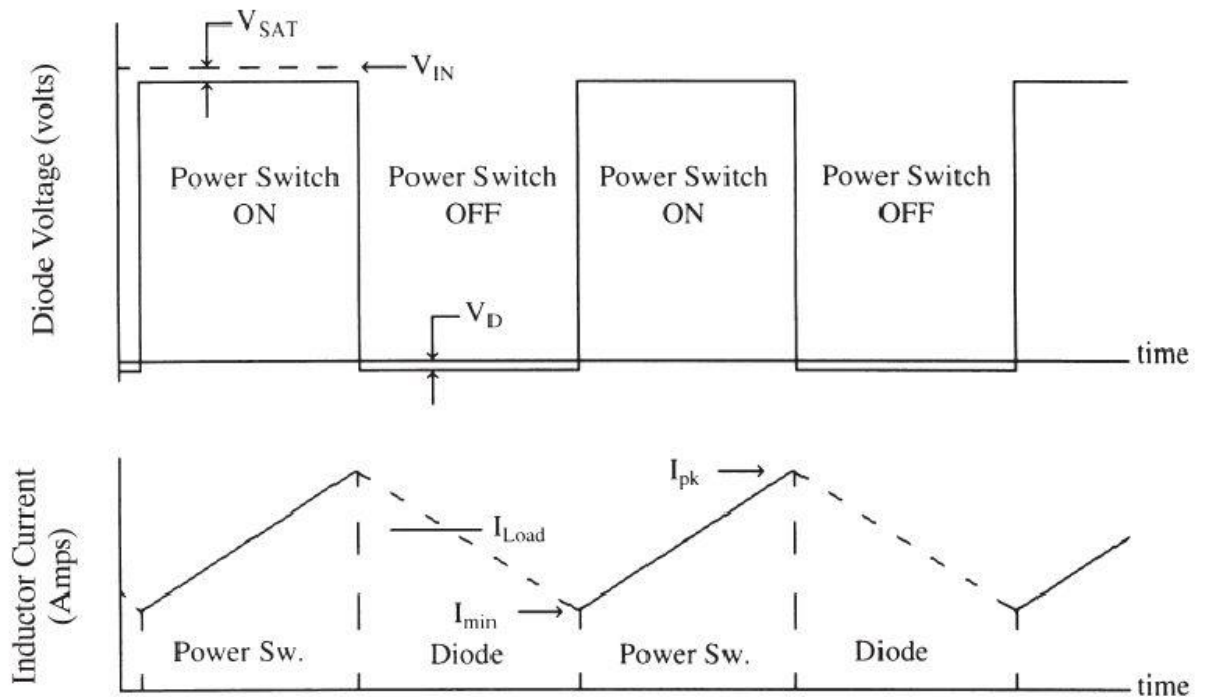 V_SAT
V_IN
Diode Voltage (volts)
Power Switch
ON
Power Switch
OFF
Power Switch
ON
Power Switch
OFF
V_D
time
Inductor Current
(Amps)
I_pk
I_Load
I_min
Power Sw.
Diode
Power Sw.
Diode
time